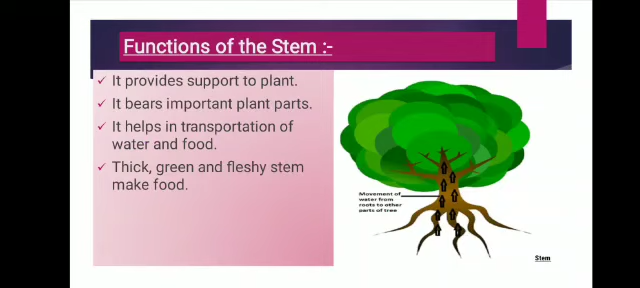 Functions of the Stem :-
✓ It provides support to plant.
✓ It bears important plant parts.
✓ It helps in transportation of
water and food.
✓ Thick, green and fleshy stem
make food.
Movement of
water from
roots to other
parts of tree
Stem